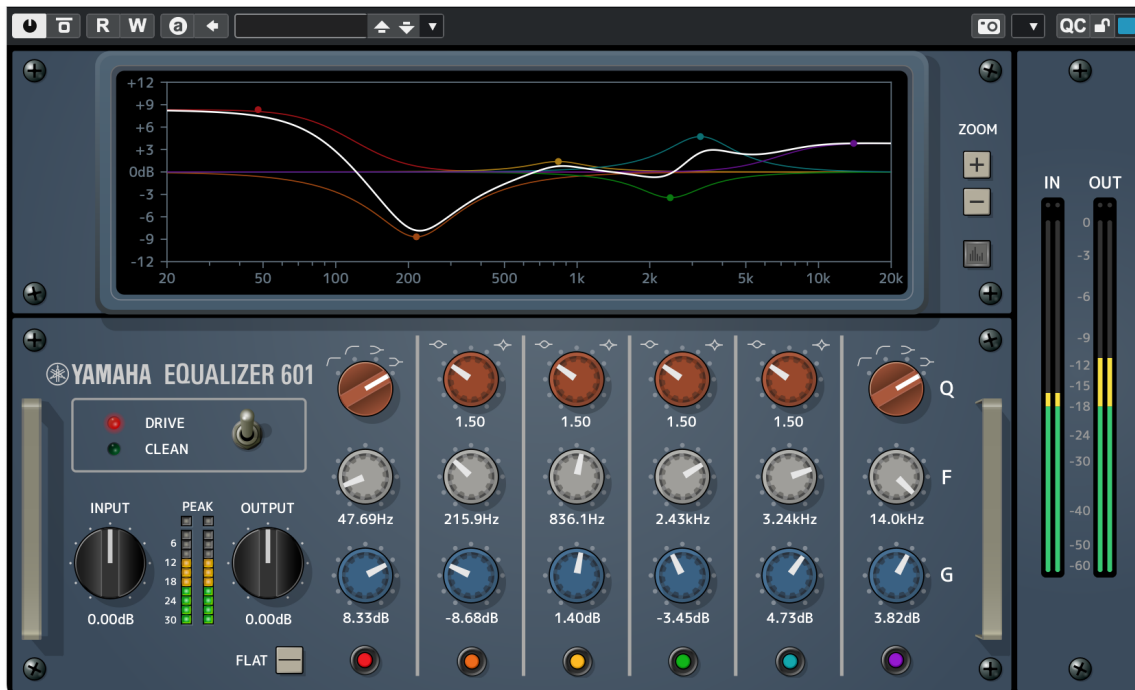 R W a QC
+12
+9
+6
+3
0dB
-3
-6
-9
-12
20 50 100 200 500 1k 2k 5k 10k 20k
ZOOM
+
−
IN OUT
0
-3
-6
-9
-12
-15
-18
-24
-30
-40
-50
-60
YAMAHA EQUALIZER 601
DRIVE
CLEAN
INPUT PEAK OUTPUT
6
12
18
24
30
0.00dB 0.00dB
FLAT
1.50 1.50 1.50 1.50 Q
47.69Hz 215.9Hz 836.1Hz 2.43kHz 3.24kHz 14.0kHz F
8.33dB -8.68dB 1.40dB -3.45dB 4.73dB 3.82dB G